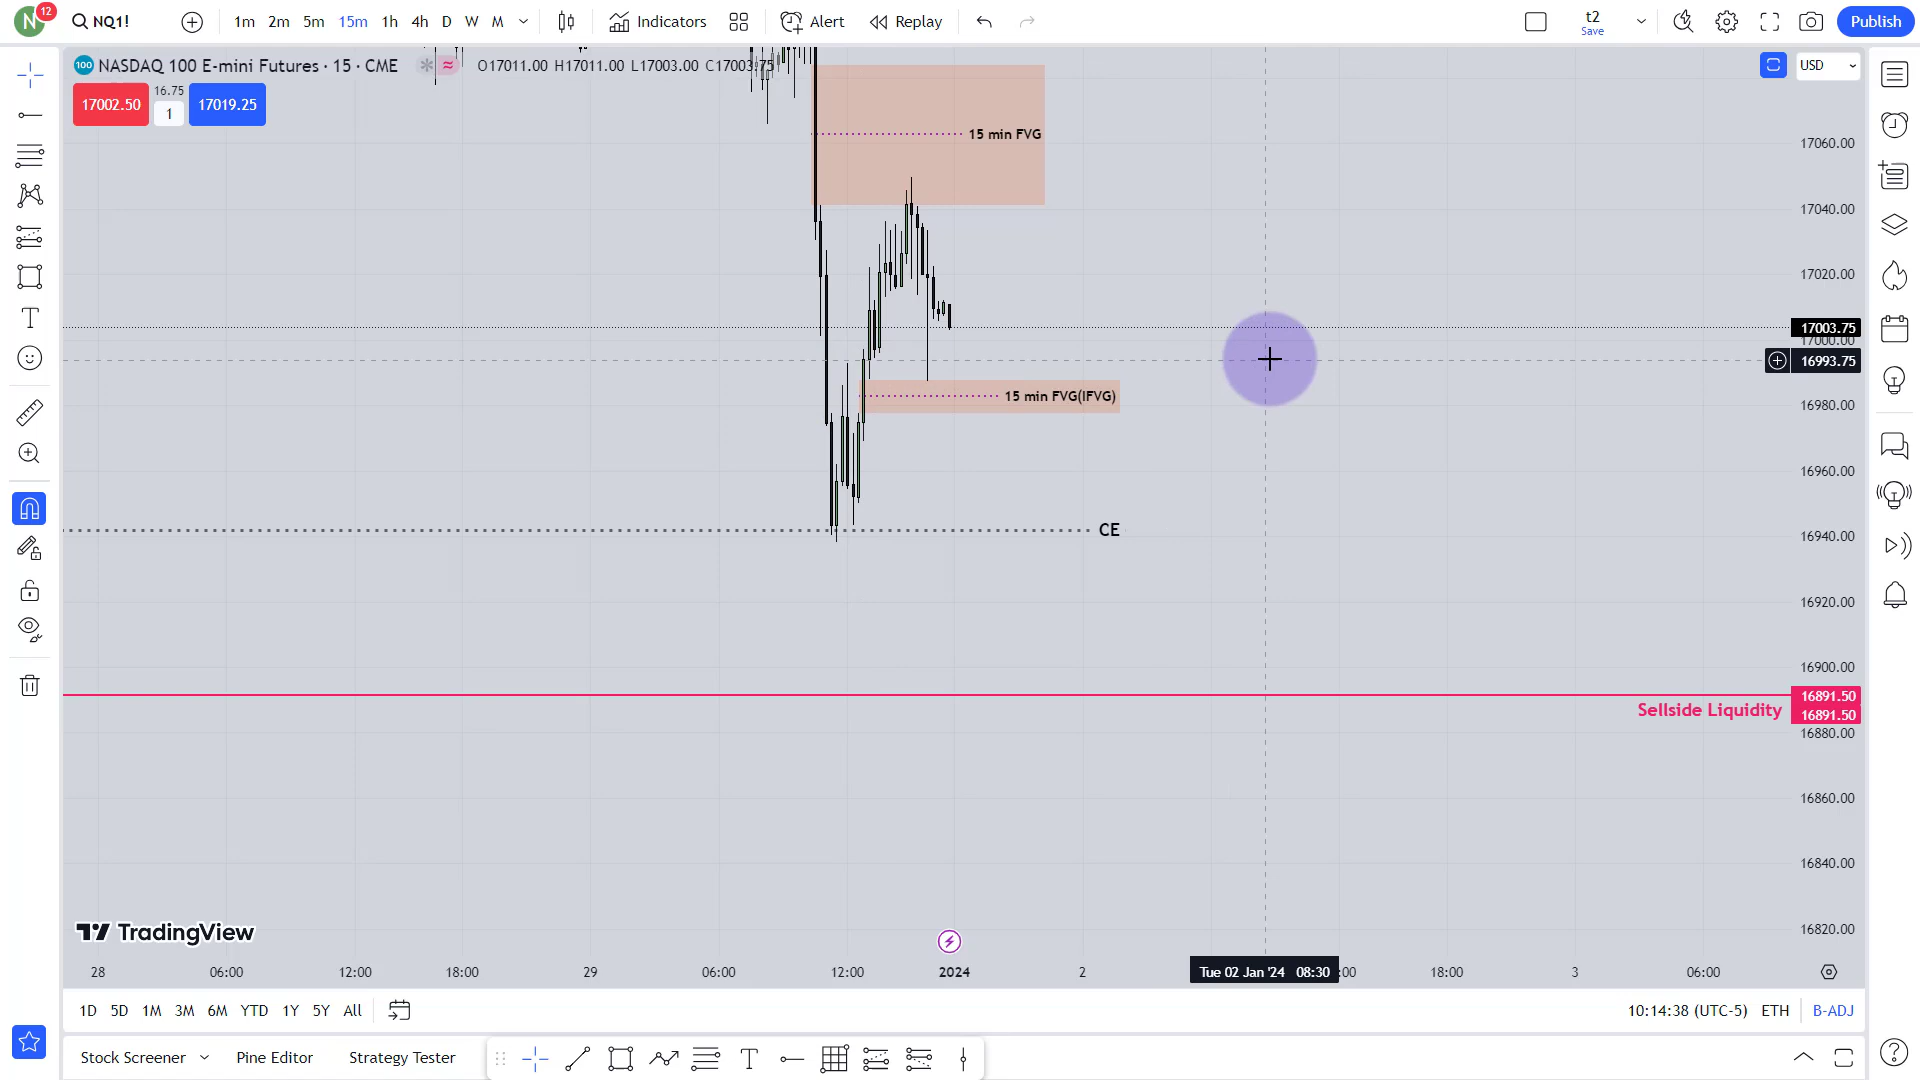 N 12 NQ1! 1m 2m 5m 15m 1h 4h D W M Indicators Alert Replay t2 Save Publish
100 NASDAQ 100 E-mini Futures · 15 · CME O17011.00 H17011.00 L17003.00 C17003.75 USD
17002.50 16.75 1 17019.25
15 min FVG
17060.00
17040.00
17020.00
17003.75
17000.00
16993.75
15 min FVG(IFVG)
16980.00
16960.00
CE
16940.00
16920.00
16900.00
16891.50
Sellside Liquidity 16891.50
16880.00
16860.00
16840.00
TradingView
16820.00
28 06:00 12:00 18:00 29 06:00 12:00 2024 2 Tue 02 Jan '24 08:30 :00 18:00 3 06:00
1D 5D 1M 3M 6M YTD 1Y 5Y All 10:14:38 (UTC-5) ETH B-ADJ
Stock Screener Pine Editor Strategy Tester